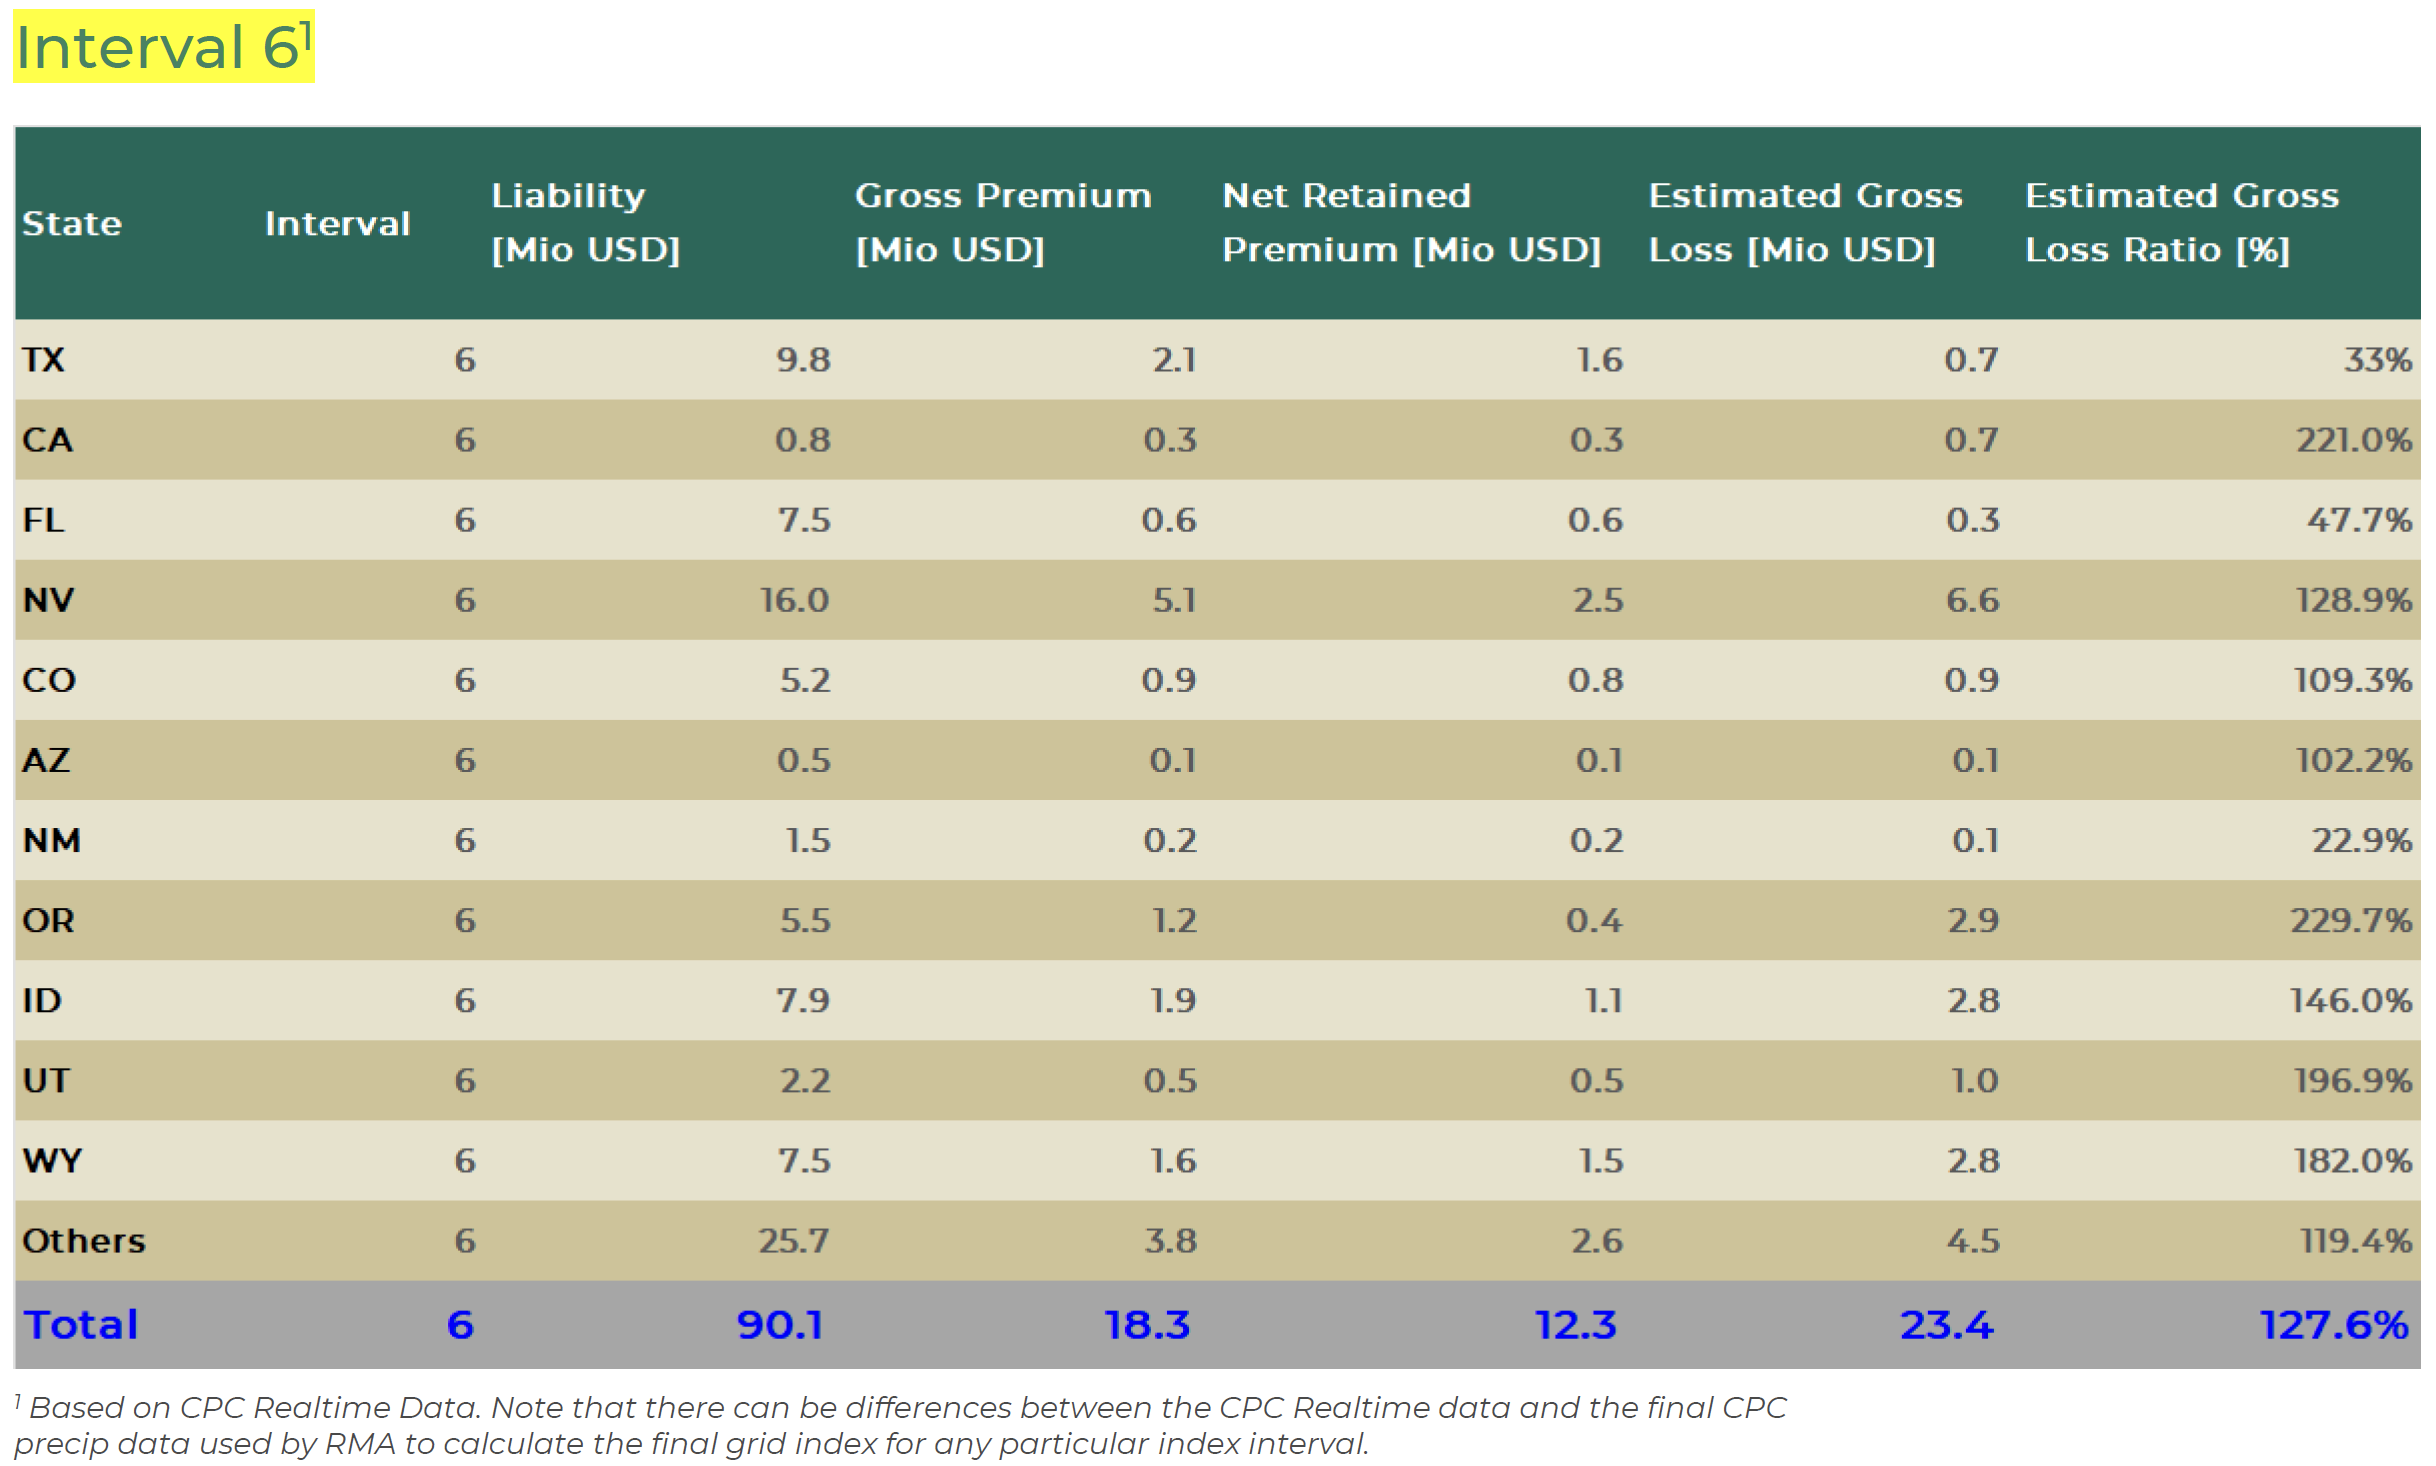 Interval 6¹
State Interval Liability [Mio USD] Gross Premium [Mio USD] Net Retained Premium [Mio USD] Estimated Gross Loss [Mio USD] Estimated Gross Loss Ratio [%]
TX 6 9.8 2.1 1.6 0.7 33%
CA 6 0.8 0.3 0.3 0.7 221.0%
FL 6 7.5 0.6 0.6 0.3 47.7%
NV 6 16.0 5.1 2.5 6.6 128.9%
CO 6 5.2 0.9 0.8 0.9 109.3%
AZ 6 0.5 0.1 0.1 0.1 102.2%
NM 6 1.5 0.2 0.2 0.1 22.9%
OR 6 5.5 1.2 0.4 2.9 229.7%
ID 6 7.9 1.9 1.1 2.8 146.0%
UT 6 2.2 0.5 0.5 1.0 196.9%
WY 6 7.5 1.6 1.5 2.8 182.0%
Others 6 25.7 3.8 2.6 4.5 119.4%
Total 6 90.1 18.3 12.3 23.4 127.6%
¹ Based on CPC Realtime Data. Note that there can be differences between the CPC Realtime data and the final CPC
precip data used by RMA to calculate the final grid index for any particular index interval.